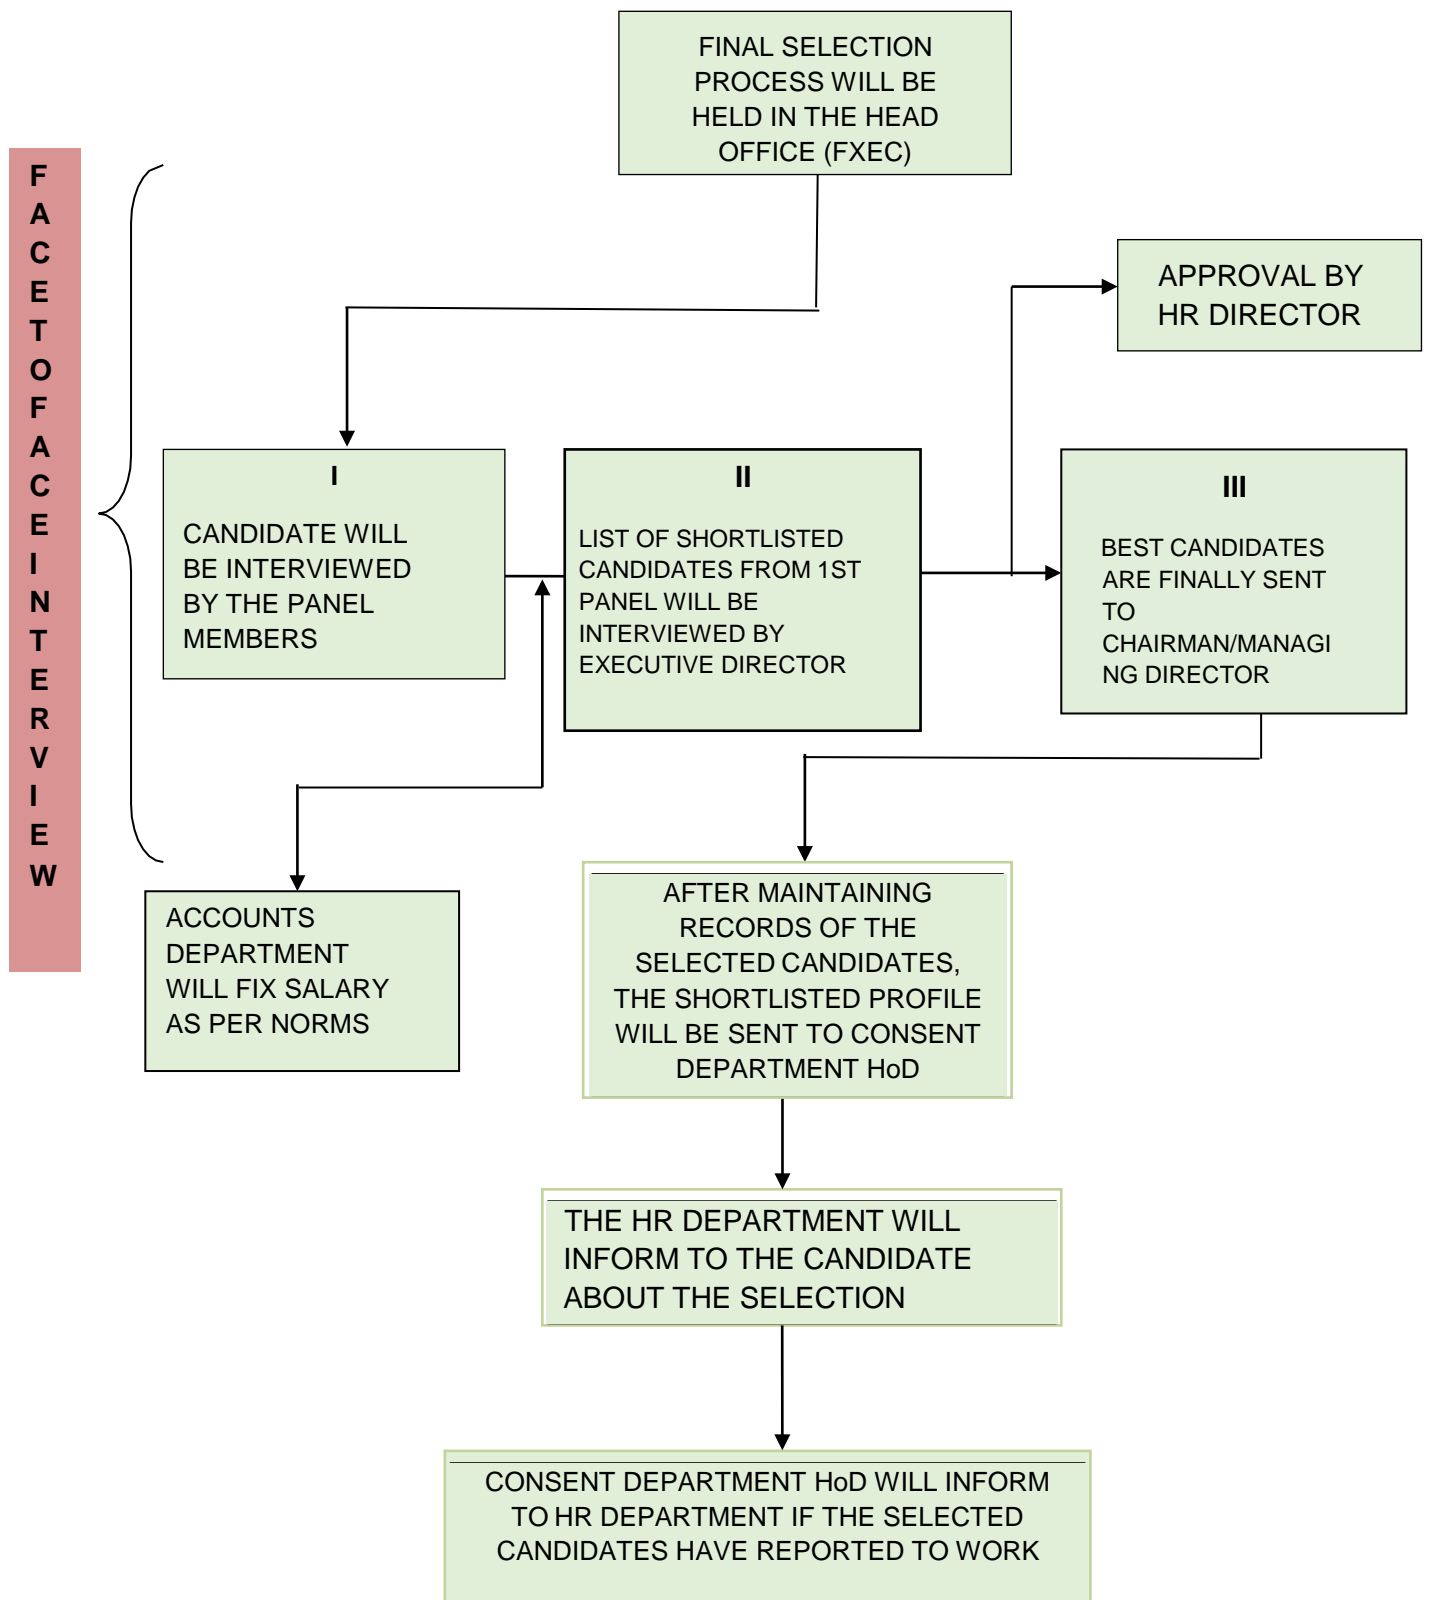 FINAL SELECTION
PROCESS WILL BE
HELD IN THE HEAD
OFFICE (FXEC)
F
A
C
E
T
O
F
A
C
E
I
N
T
E
R
V
I
E
W
APPROVAL BY
HR DIRECTOR
I
CANDIDATE WILL
BE INTERVIEWED
BY THE PANEL
MEMBERS
II
LIST OF SHORTLISTED
CANDIDATES FROM 1ST
PANEL WILL BE
INTERVIEWED BY
EXECUTIVE DIRECTOR
III
BEST CANDIDATES
ARE FINALLY SENT
TO
CHAIRMAN/MANAGI
NG DIRECTOR
ACCOUNTS
DEPARTMENT
WILL FIX SALARY
AS PER NORMS
AFTER MAINTAINING
RECORDS OF THE
SELECTED CANDIDATES,
THE SHORTLISTED PROFILE
WILL BE SENT TO CONSENT
DEPARTMENT HoD
THE HR DEPARTMENT WILL
INFORM TO THE CANDIDATE
ABOUT THE SELECTION
CONSENT DEPARTMENT HoD WILL INFORM
TO HR DEPARTMENT IF THE SELECTED
CANDIDATES HAVE REPORTED TO WORK